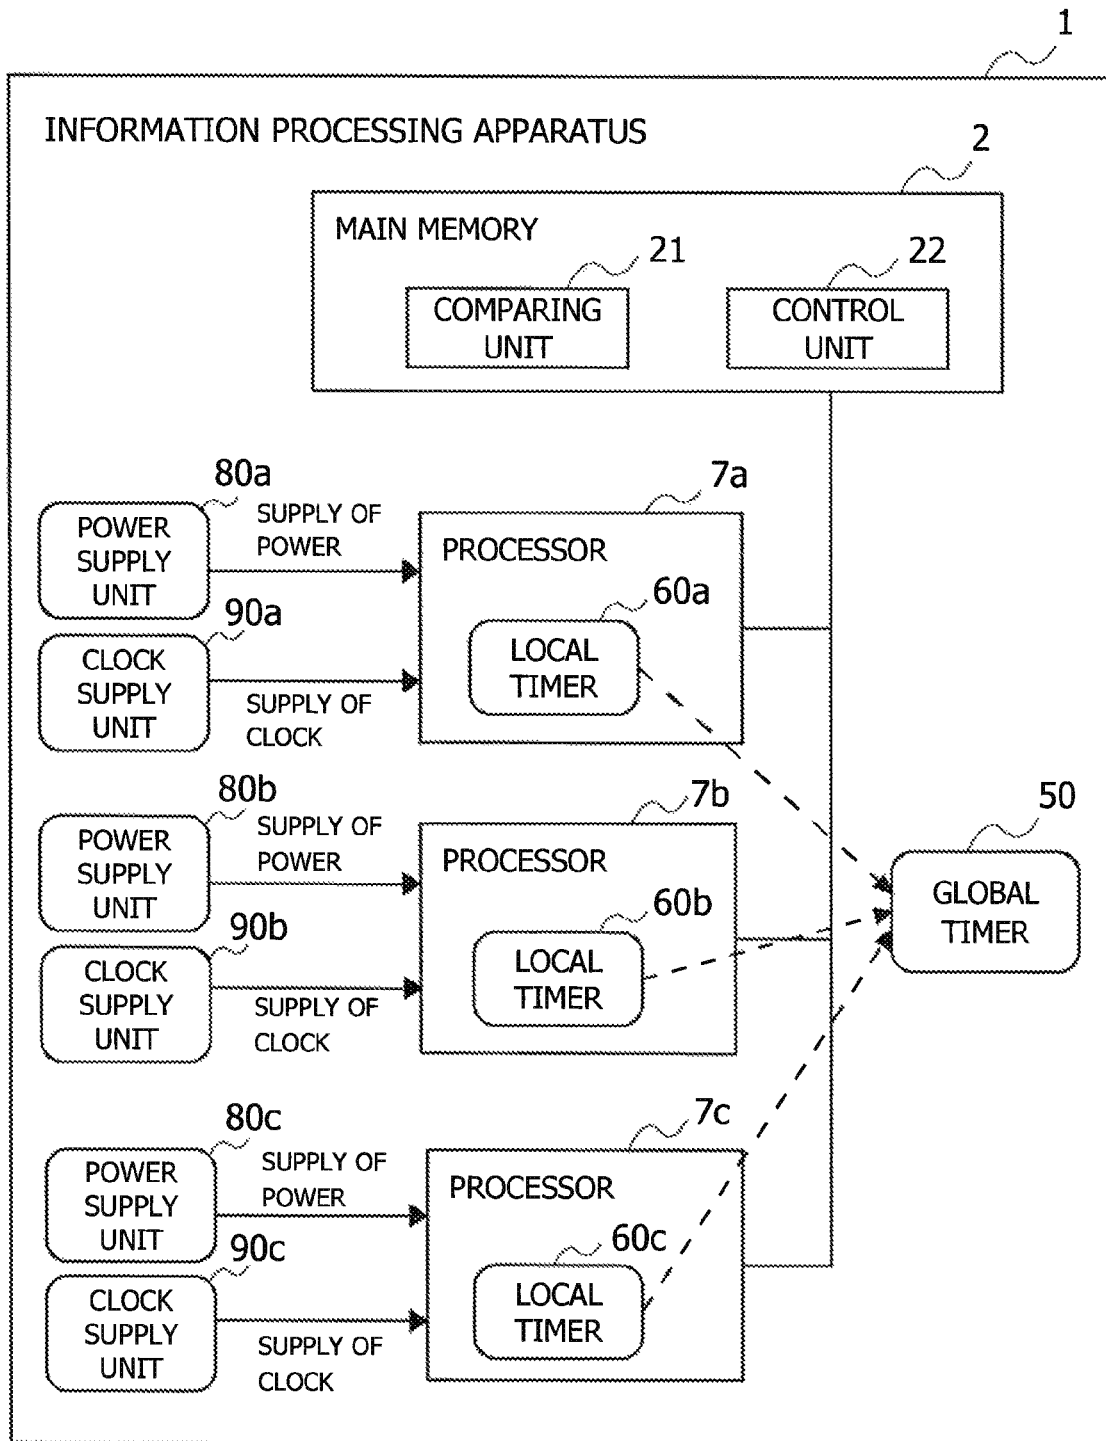 1
INFORMATION PROCESSING APPARATUS
2
MAIN MEMORY
21
22
COMPARING
UNIT
CONTROL
UNIT
80a
POWER
SUPPLY
UNIT
SUPPLY OF
POWER
7a
PROCESSOR
60a
LOCAL
TIMER
90a
CLOCK
SUPPLY
UNIT
SUPPLY OF
CLOCK
80b
POWER
SUPPLY
UNIT
SUPPLY OF
POWER
7b
PROCESSOR
60b
LOCAL
TIMER
50
GLOBAL
TIMER
90b
CLOCK
SUPPLY
UNIT
SUPPLY OF
CLOCK
80c
POWER
SUPPLY
UNIT
SUPPLY OF
POWER
7c
PROCESSOR
60c
LOCAL
TIMER
90c
CLOCK
SUPPLY
UNIT
SUPPLY OF
CLOCK